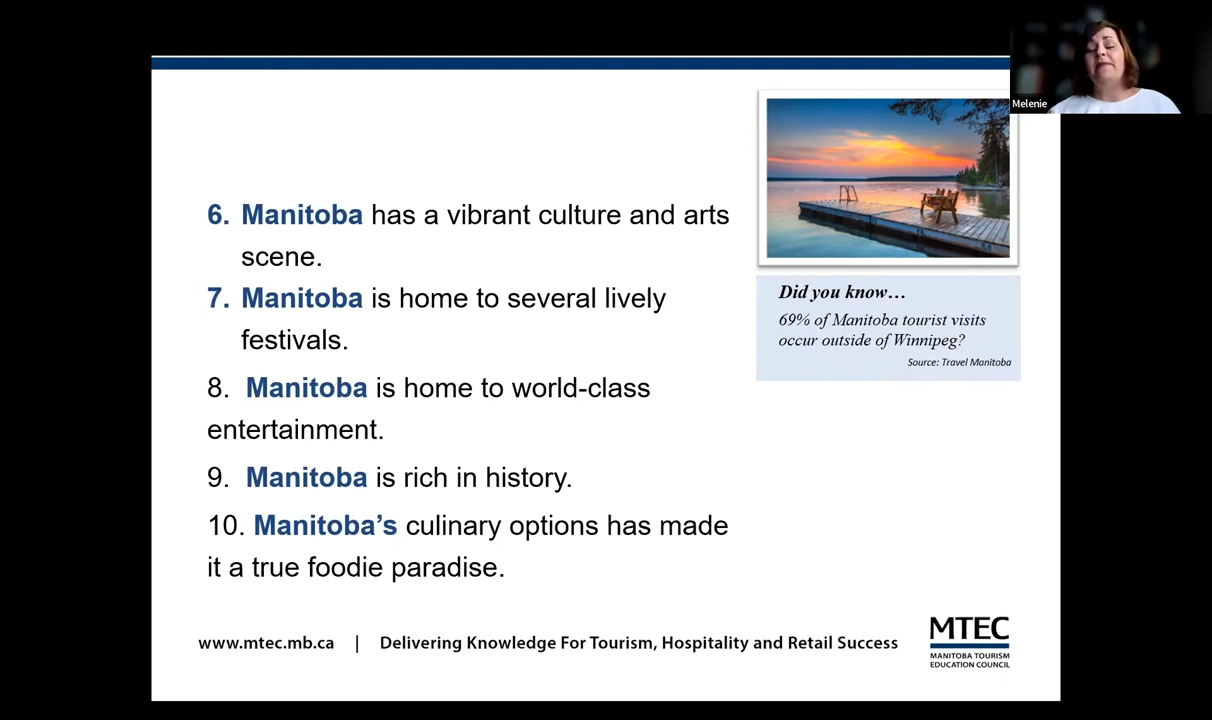 Melenie
6. Manitoba has a vibrant culture and arts
scene.
7. Manitoba is home to several lively
festivals.
8. Manitoba is home to world-class
entertainment.
9. Manitoba is rich in history.
10. Manitoba’s culinary options has made
it a true foodie paradise.
Did you know…
69% of Manitoba tourist visits
occur outside of Winnipeg?
Source: Travel Manitoba
www.mtec.mb.ca | Delivering Knowledge For Tourism, Hospitality and Retail Success
MTEC
MANITOBA TOURISM
EDUCATION COUNCIL